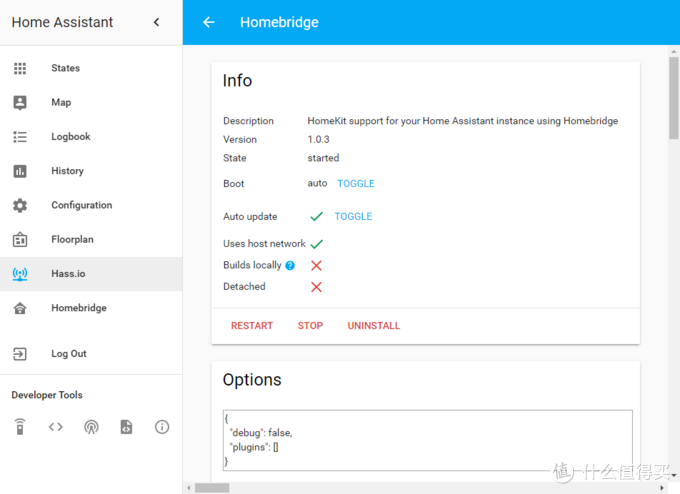 Home Assistant
Homebridge
States
Map
Logbook
History
Configuration
Floorplan
Hass.io
Homebridge
Log Out
Developer Tools
Info
Description HomeKit support for your Home Assistant instance using Homebridge
Version 1.0.3
State started
Boot auto TOGGLE
Auto update TOGGLE
Uses host network
Builds locally ?
Detached
RESTART STOP UNINSTALL
Options
{
"debug": false,
"plugins": []
}
值 什么值得买